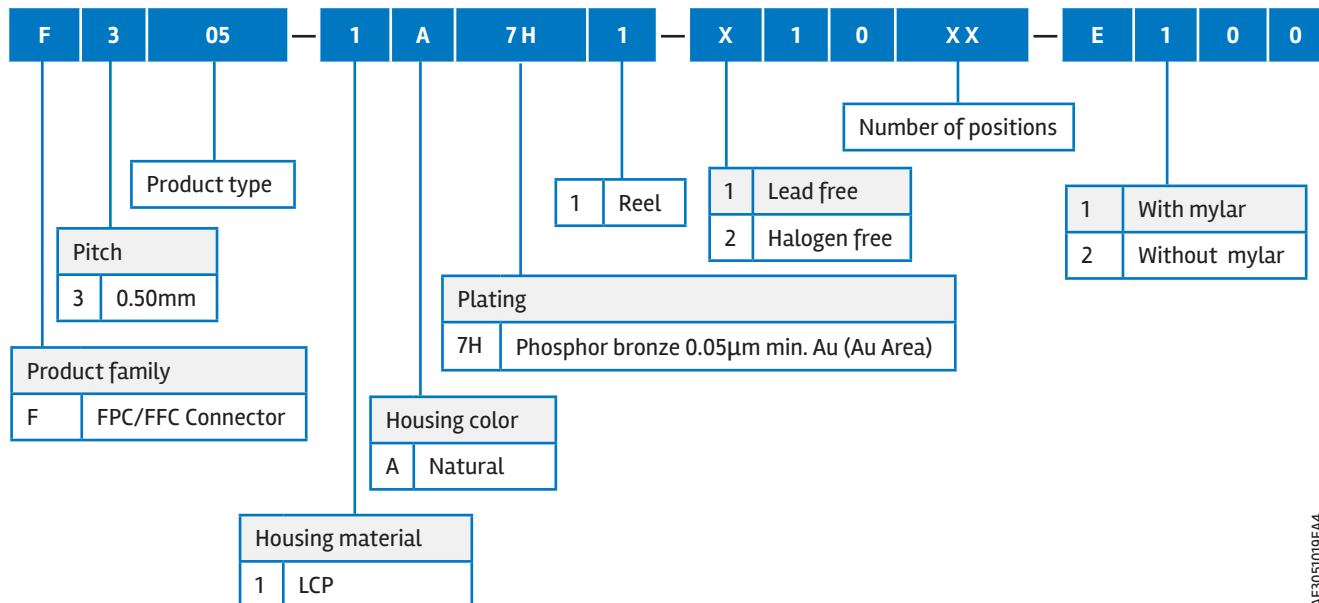 F 3 05 — 1 A 7H 1 — X 1 0 XX — E 1 0 0
Number of positions
Product type
1 Reel
1 Lead free
2 Halogen free
1 With mylar
2 Without mylar
Pitch
3 0.50mm
Plating
7H Phosphor bronze 0.05µm min. Au (Au Area)
Product family
F FPC/FFC Connector
Housing color
A Natural
Housing material
1 LCP
AF3051019EA4